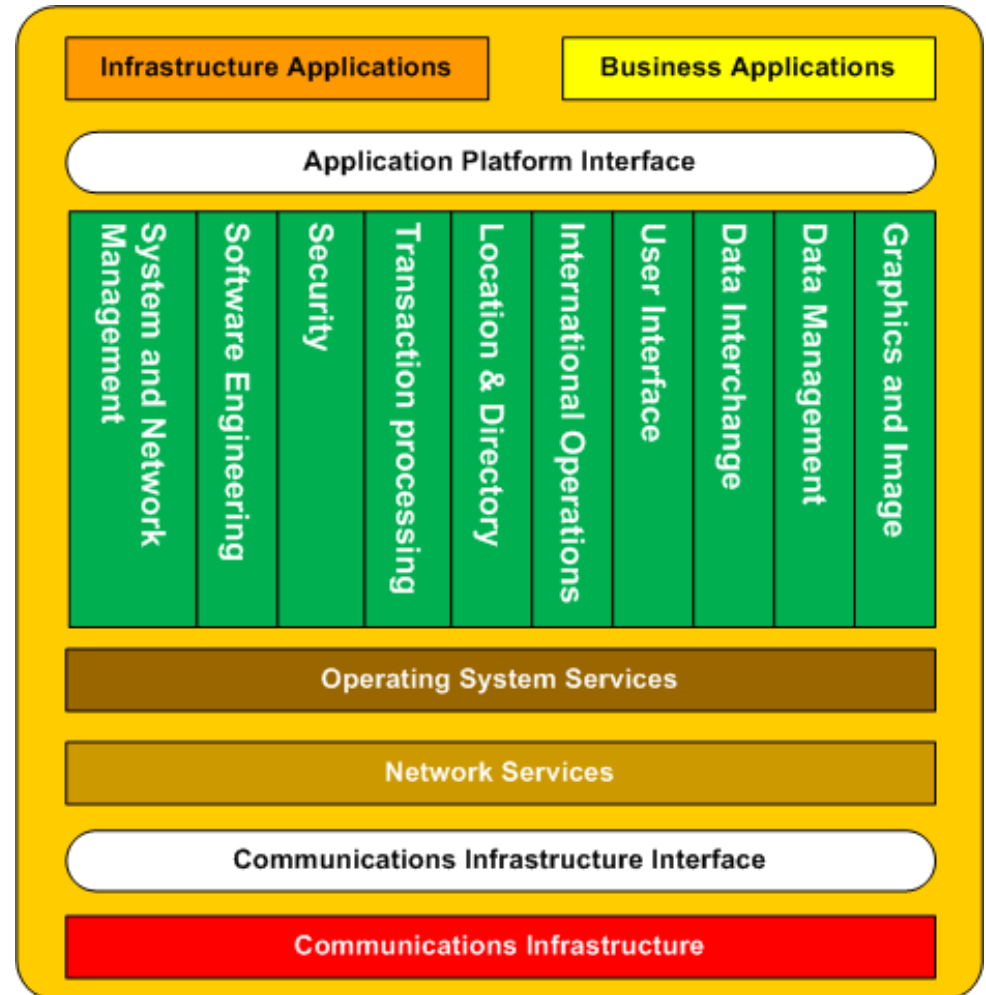 Infrastructure Applications
Business Applications
Application Platform Interface
System and Network
Management
Software Engineering
Security
Transaction processing
Location & Directory
International Operations
User Interface
Data Interchange
Data Management
Graphics and Image
Operating System Services
Network Services
Communications Infrastructure Interface
Communications Infrastructure